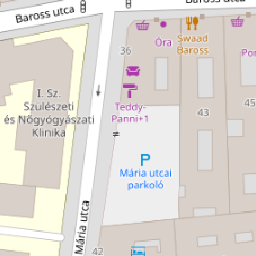 Baross utca
Baross utca
36
Óra
Swaad
Baross
I. Sz.
Szülészeti
és Nőgyógyászati
Klinika
Teddy-
Panni+1
43
45
P
Mária utcai
parkoló
Mária utca
42